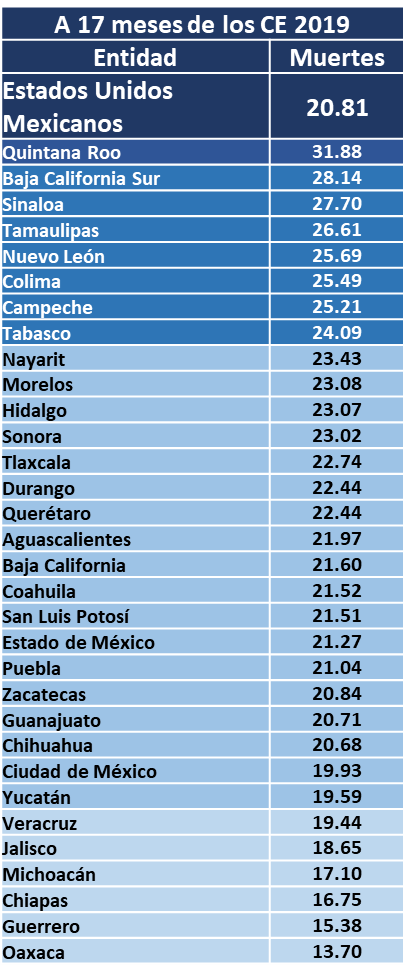 A 17 meses de los CE 2019
Entidad Muertes
Estados Unidos
Mexicanos 20.81
Quintana Roo 31.88
Baja California Sur 28.14
Sinaloa 27.70
Tamaulipas 26.61
Nuevo León 25.69
Colima 25.49
Campeche 25.21
Tabasco 24.09
Nayarit 23.43
Morelos 23.08
Hidalgo 23.07
Sonora 23.02
Tlaxcala 22.74
Durango 22.44
Querétaro 22.44
Aguascalientes 21.97
Baja California 21.60
Coahuila 21.52
San Luis Potosí 21.51
Estado de México 21.27
Puebla 21.04
Zacatecas 20.84
Guanajuato 20.71
Chihuahua 20.68
Ciudad de México 19.93
Yucatán 19.59
Veracruz 19.44
Jalisco 18.65
Michoacán 17.10
Chiapas 16.75
Guerrero 15.38
Oaxaca 13.70